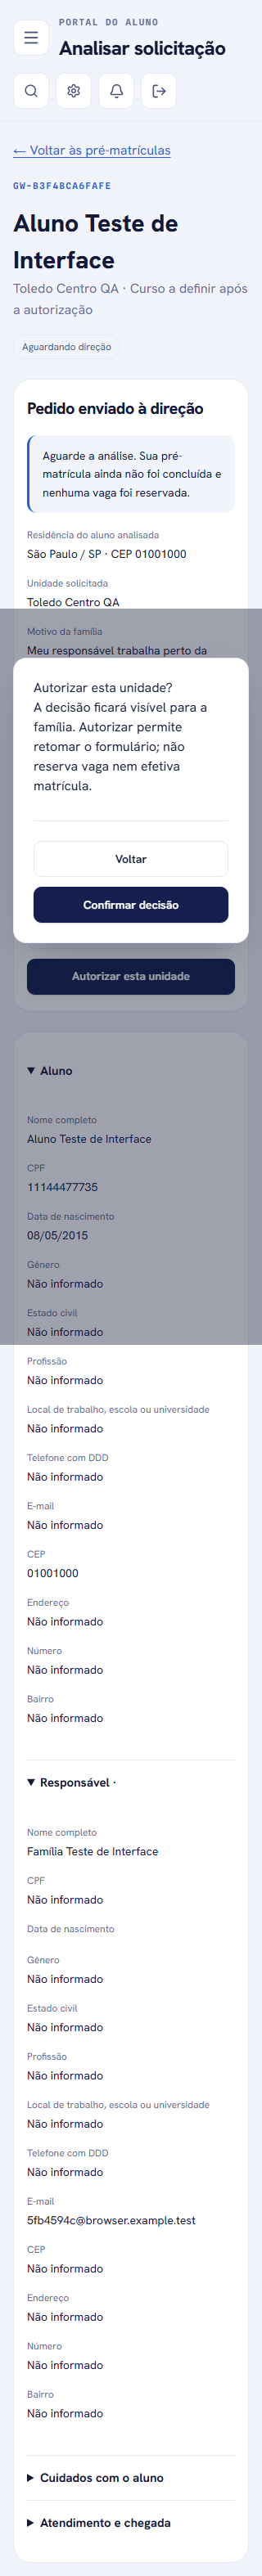 PORTAL DO ALUNO
Analisar solicitação
← Voltar às pré-matrículas
GW-B3F4BCA6FAFE
Aluno Teste de
Interface
Toledo Centro QA · Curso a definir após
a autorização
Aguardando direção
Pedido enviado à direção
Aguarde a análise. Sua pré-
matrícula ainda não foi concluída e
nenhuma vaga foi reservada.
Residência do aluno analisada
São Paulo / SP · CEP 01001000
Unidade solicitada
Toledo Centro QA
Motivo da família
Meu responsável trabalha perto da
Autorizar esta unidade?
A decisão ficará visível para a
família. Autorizar permite
retomar o formulário; não
reserva vaga nem efetiva
matrícula.
Voltar
Confirmar decisão
Autorizar esta unidade
▼ Aluno
Nome completo
Aluno Teste de Interface
CPF
11144477735
Data de nascimento
08/05/2015
Gênero
Não informado
Estado civil
Não informado
Profissão
Não informado
Local de trabalho, escola ou universidade
Não informado
Telefone com DDD
Não informado
E-mail
Não informado
CEP
01001000
Endereço
Não informado
Número
Não informado
Bairro
Não informado
▼ Responsável ·
Nome completo
Família Teste de Interface
CPF
Não informado
Data de nascimento
Gênero
Não informado
Estado civil
Não informado
Profissão
Não informado
Local de trabalho, escola ou universidade
Não informado
Telefone com DDD
Não informado
E-mail
5fb4594c@browser.example.test
CEP
Não informado
Endereço
Não informado
Número
Não informado
Bairro
Não informado
▶ Cuidados com o aluno
▶ Atendimento e chegada